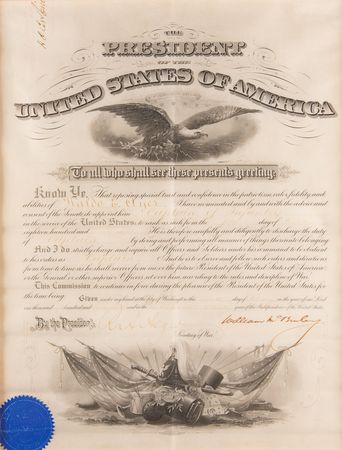 THE
PRESIDENT
OF THE
UNITED STATES OF AMERICA
To all who shall see these presents greeting:
Know Ye, That reposing special trust and confidence in the patriotism, valor, fidelity, and
abilities of I have nominated and by and with the advice and
consent of the Senate do appoint him
in the service of the United States: to rank as such from the day of
eighteen hundred and He is therefore carefully and diligently to discharge the duty
of by doing and performing all manner of things thereunto belonging.
And I do strictly charge and require all Officers and Soldiers under his command to be obedient
to his orders as And he is to observe and follow such orders and directions
from time to time as he shall receive from me, or the future President of the United States of America,
or the General or other superior Officers set over him, according to the rules and discipline of War.
This Commission to continue in force during the pleasure of the President of the United States for
the time being.
Given under my hand at the City of Washington this day of in the year of our Lord
one thousand hundred and and in the year of the Independence of the United States.
By the President: William McKinley
Secretary of War.